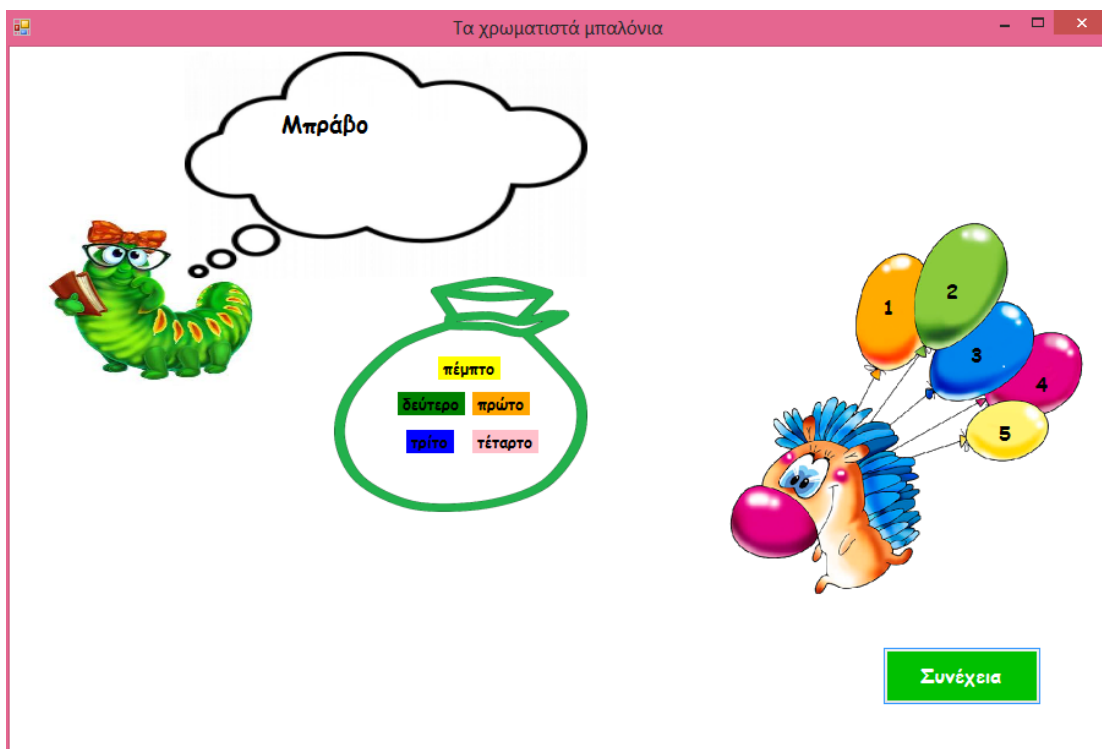 Τα χρωματιστά μπαλόνια
Μπράβο
πέμπτο
δεύτερο πρώτο
τρίτο τέταρτο
1
2
3
4
5
Συνέχεια